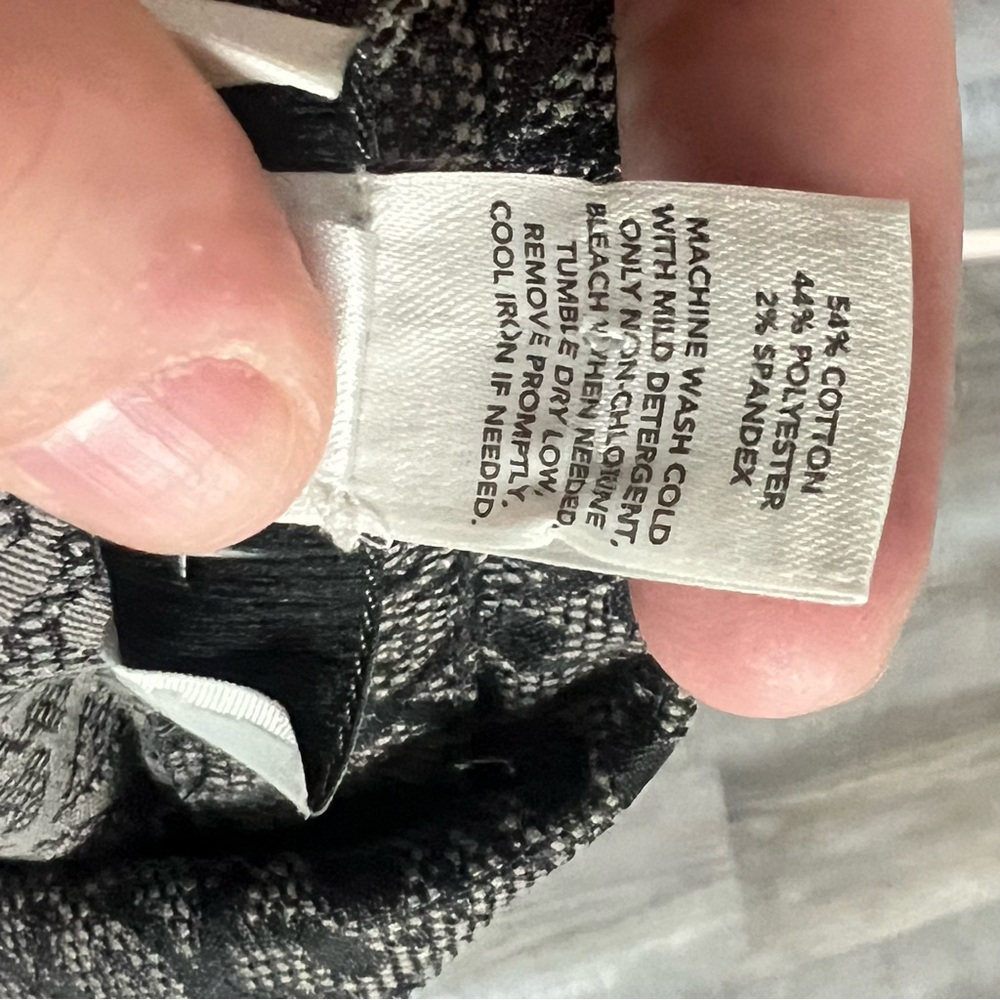 54% COTTON
44% POLYESTER
2% SPANDEX
MACHINE WASH COLD
WITH MILD DETERGENT,
ONLY NON-CHLORINE
BLEACH WHEN NEEDED,
TUMBLE DRY LOW,
REMOVE PROMPTLY.
COOL IRON IF NEEDED.